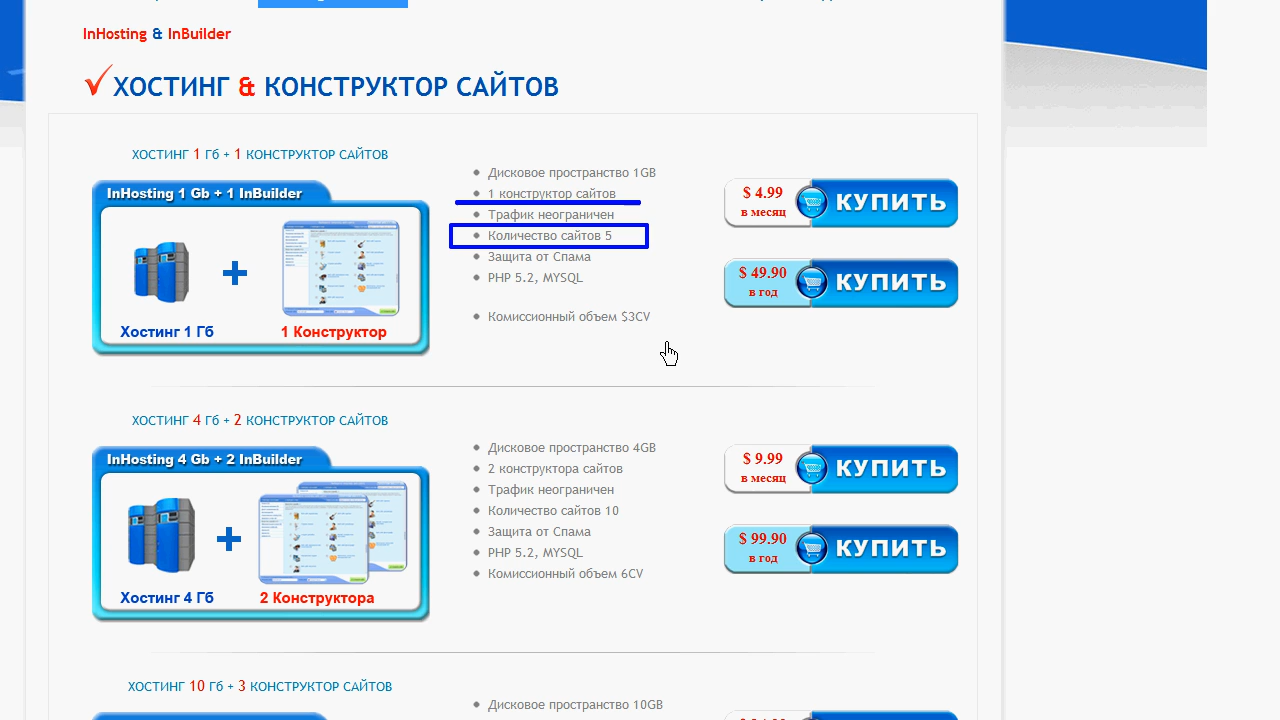 InHosting & InBuilder
ХОСТИНГ & КОНСТРУКТОР САЙТОВ
ХОСТИНГ 1 Гб + 1 КОНСТРУКТОР САЙТОВ
InHosting 1 Gb + 1 InBuilder
Хостинг 1 Гб
1 Конструктор
Дисковое пространство 1GB
1 конструктор сайтов
Трафик неограничен
Количество сайтов 5
Защита от Спама
PHP 5.2, MYSQL
Комиссионный объем $3CV
$ 4.99
в месяц
КУПИТЬ
$ 49.90
в год
КУПИТЬ
ХОСТИНГ 4 Гб + 2 КОНСТРУКТОР САЙТОВ
InHosting 4 Gb + 2 InBuilder
Хостинг 4 Гб
2 Конструктора
Дисковое пространство 4GB
2 конструктора сайтов
Трафик неограничен
Количество сайтов 10
Защита от Спама
PHP 5.2, MYSQL
Комиссионный объем 6CV
$ 9.99
в месяц
КУПИТЬ
$ 99.90
в год
КУПИТЬ
ХОСТИНГ 10 Гб + 3 КОНСТРУКТОР САЙТОВ
Дисковое пространство 10GB